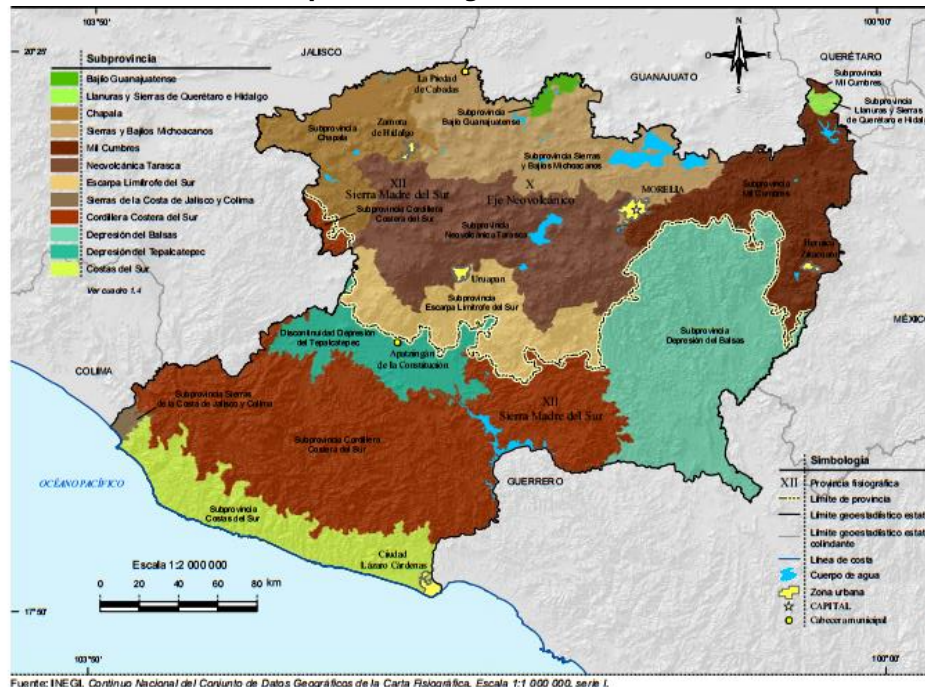 103°50'
100°00'
20°25'
JALISCO
QUERÉTARO
GUANAJUATO
N
O
E
S
Subprovincia
Bajío Guanajuatense
Llanuras y Sierras de Querétaro e Hidalgo
Chapala
Sierras y Bajíos Michoacanos
Mil Cumbres
Neovolcánica Tarasca
Escarpa Limítrofe del Sur
Sierras de la Costa de Jalisco y Colima
Cordillera Costera del Sur
Depresión del Balsas
Depresión del Tepalcatepec
Costas del Sur
Ver cuadro 1.4
La Piedad
de Cabadas
Subprovincia
Bajío Guanajuatense
Subprovincia
Mil Cumbres
Subprovincia
Llanuras y Sierras
de Querétaro e Hidalgo
Zamora
de Hidalgo
Subprovincia
Chapala
Subprovincia Sierras
y Bajíos Michoacanos
XII
Sierra Madre del Sur
X
Eje Neovolcánico
MORELIA
Subprovincia
Mil Cumbres
Subprovincia Cordillera
Costera del Sur
Subprovincia
Neovolcánica Tarasca
Heroica
Zitácuaro
Uruapan
Subprovincia
Escarpa Limítrofe del Sur
MÉXICO
Discontinuidad Depresión
del Tepalcatepec
Subprovincia
Depresión del Balsas
Apatzingán
de la Constitución
COLIMA
Subprovincia Sierras
de la Costa de Jalisco y Colima
XII
Sierra Madre del Sur
Subprovincia Cordillera
Costera del Sur
OCÉANO PACÍFICO
GUERRERO
Subprovincia
Costas del Sur
Ciudad
Lázaro Cárdenas
Escala 1:2 000 000
0 20 40 60 80 km
Simbología
XII Provincia fisiográfica
Límite de provincia
Límite geoestadístico estat
Límite geoestadístico estat
colindante
Línea de costa
Cuerpo de agua
Zona urbana
CAPITAL
Cabecera municipal
17°50'
103°50'
100°00'
Fuente: INEGI. Continuo Nacional del Conjunto de Datos Geográficos de la Carta Fisiográfica. Escala 1:1 000 000, serie I.